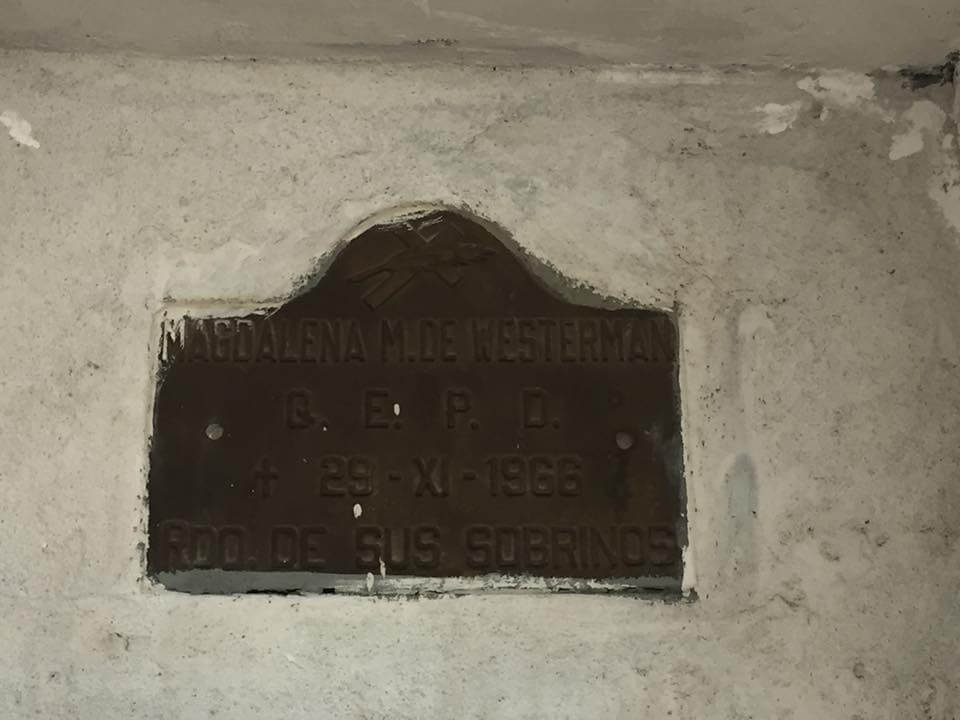 MAGDALENA M. DE WESTERMAN
Q. E. P. D.
† 29-XI-1966
RDO. DE SUS SOBRINOS